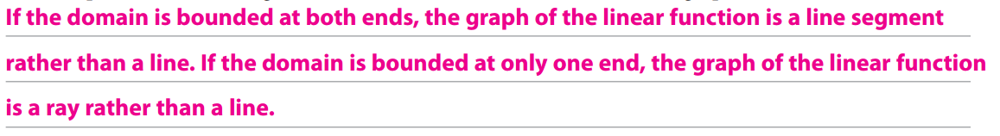 If the domain is bounded at both ends, the graph of the linear function is a line segment
rather than a line. If the domain is bounded at only one end, the graph of the linear function
is a ray rather than a line.